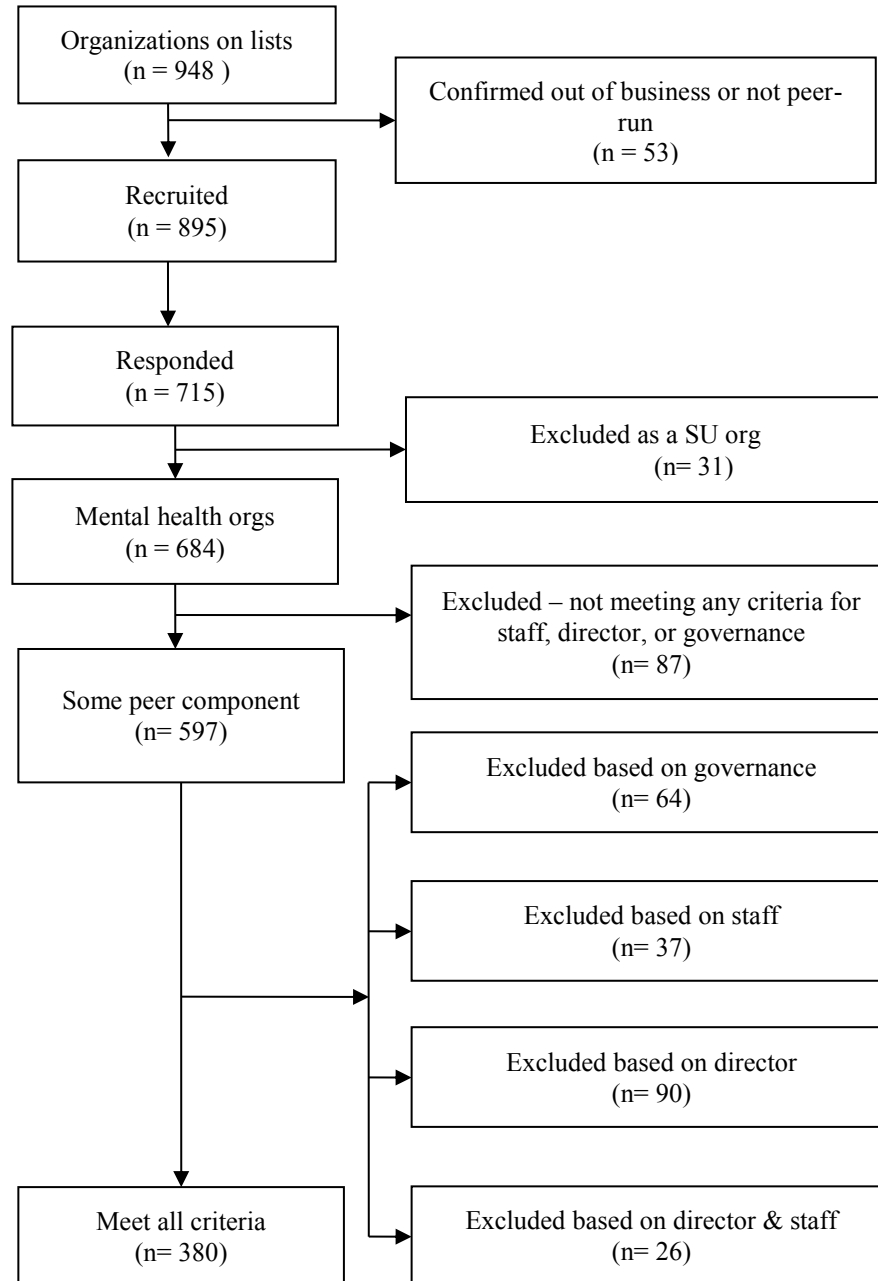 Organizations on lists
(n = 948 )
Confirmed out of business or not peer-
run
(n = 53)
Recruited
(n = 895)
Responded
(n = 715)
Excluded as a SU org
(n= 31)
Mental health orgs
(n = 684)
Excluded – not meeting any criteria for
staff, director, or governance
(n= 87)
Some peer component
(n= 597)
Excluded based on governance
(n= 64)
Excluded based on staff
(n= 37)
Excluded based on director
(n= 90)
Meet all criteria
(n= 380)
Excluded based on director & staff
(n= 26)